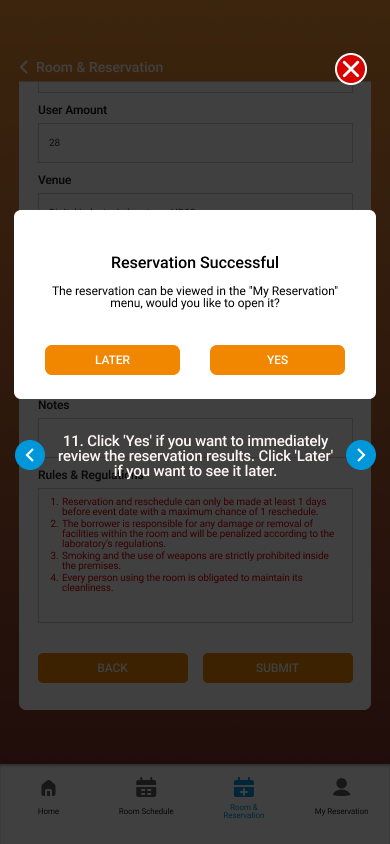 Room & Reservation
User Amount
28
Venue
Reservation Successful
The reservation can be viewed in the "My Reservation"
menu, would you like to open it?
LATER
YES
Notes
11. Click 'Yes' if you want to immediately
review the reservation results. Click 'Later'
if you want to see it later.
Rules & Regulations
1. Reservation and reschedule can only be made at least 1 days
before event date with a maximum chance of 1 reschedule.
2. The borrower is responsible for any damage or removal of
facilities within the room and will be penalized according to the
laboratory's regulations.
3. Smoking and the use of weapons are strictly prohibited inside
the premises.
4. Every person using the room is obligated to maintain its
cleanliness.
BACK
SUBMIT
Home
Room Schedule
Room &
Reservation
My Reservation